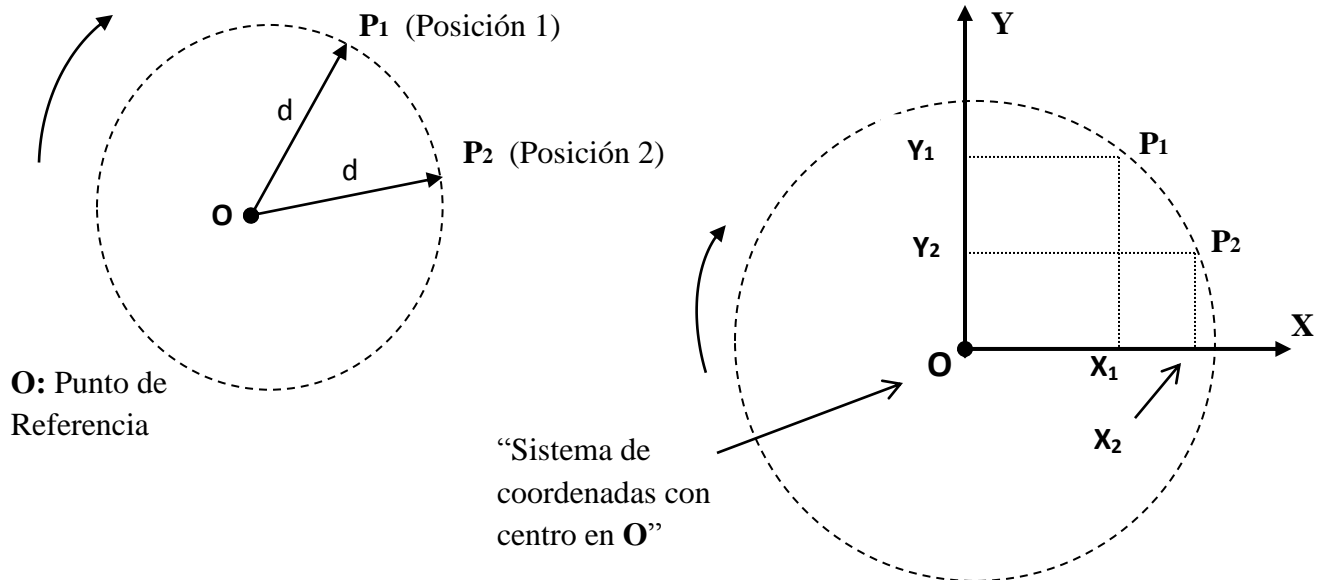 P1 (Posición 1)
d
P2 (Posición 2)
d
O
O: Punto de
Referencia
Y
Y1
P1
Y2
P2
X
O
X1
X2
“Sistema de
coordenadas con
centro en O”